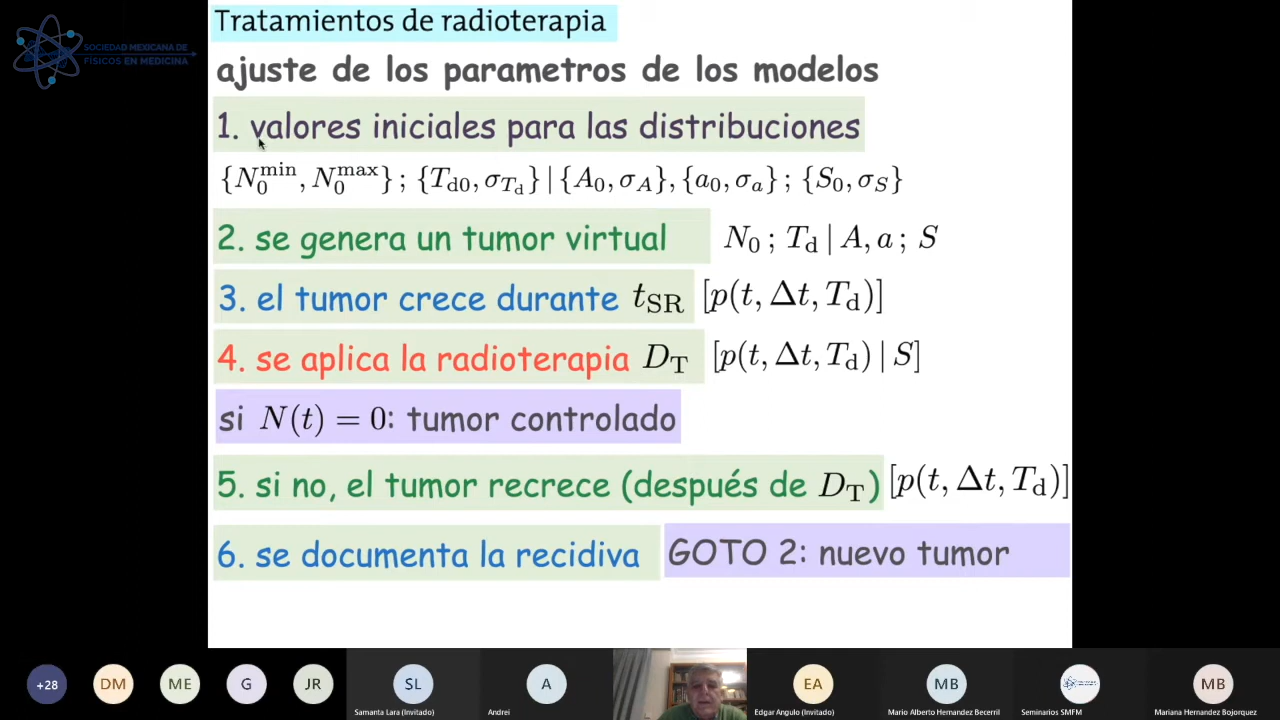 SOCIEDAD MEXICANA DE
FÍSICOS EN MEDICINA
Tratamientos de radioterapia
ajuste de los parametros de los modelos
1. valores iniciales para las distribuciones
{N₀^min, N₀^max} ; {T_d0, σ_T_d} | {A₀, σ_A}, {a₀, σ_a} ; {S₀, σ_S}
2. se genera un tumor virtual N₀ ; T_d | A, a ; S
3. el tumor crece durante t_SR [p(t, Δt, T_d)]
4. se aplica la radioterapia D_T [p(t, Δt, T_d) | S]
si N(t) = 0: tumor controlado
5. si no, el tumor recrece (después de D_T) [p(t, Δt, T_d)]
6. se documenta la recidiva GOTO 2: nuevo tumor
+28 DM ME G JR SL A EA MB MB
Samanta Lara (Invitado) Andrei Edgar Angulo (Invitado) Mario Alberto Hernandez Becerril Seminarios SMFM Mariana Hernandez Bojorquez